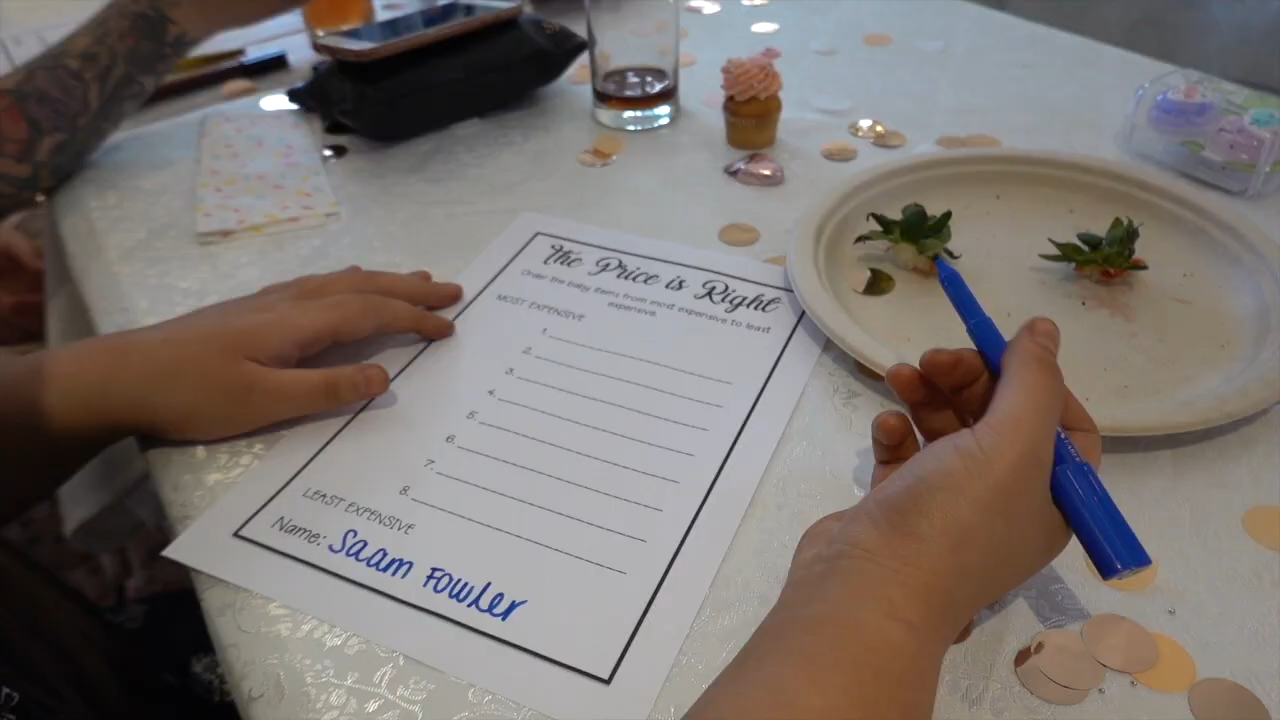 The Price is Right
Order the baby items from most expensive to least
expensive.
MOST EXPENSIVE
1.
2.
3.
4.
5.
6.
7.
8.
LEAST EXPENSIVE
Name: Saam Fowler